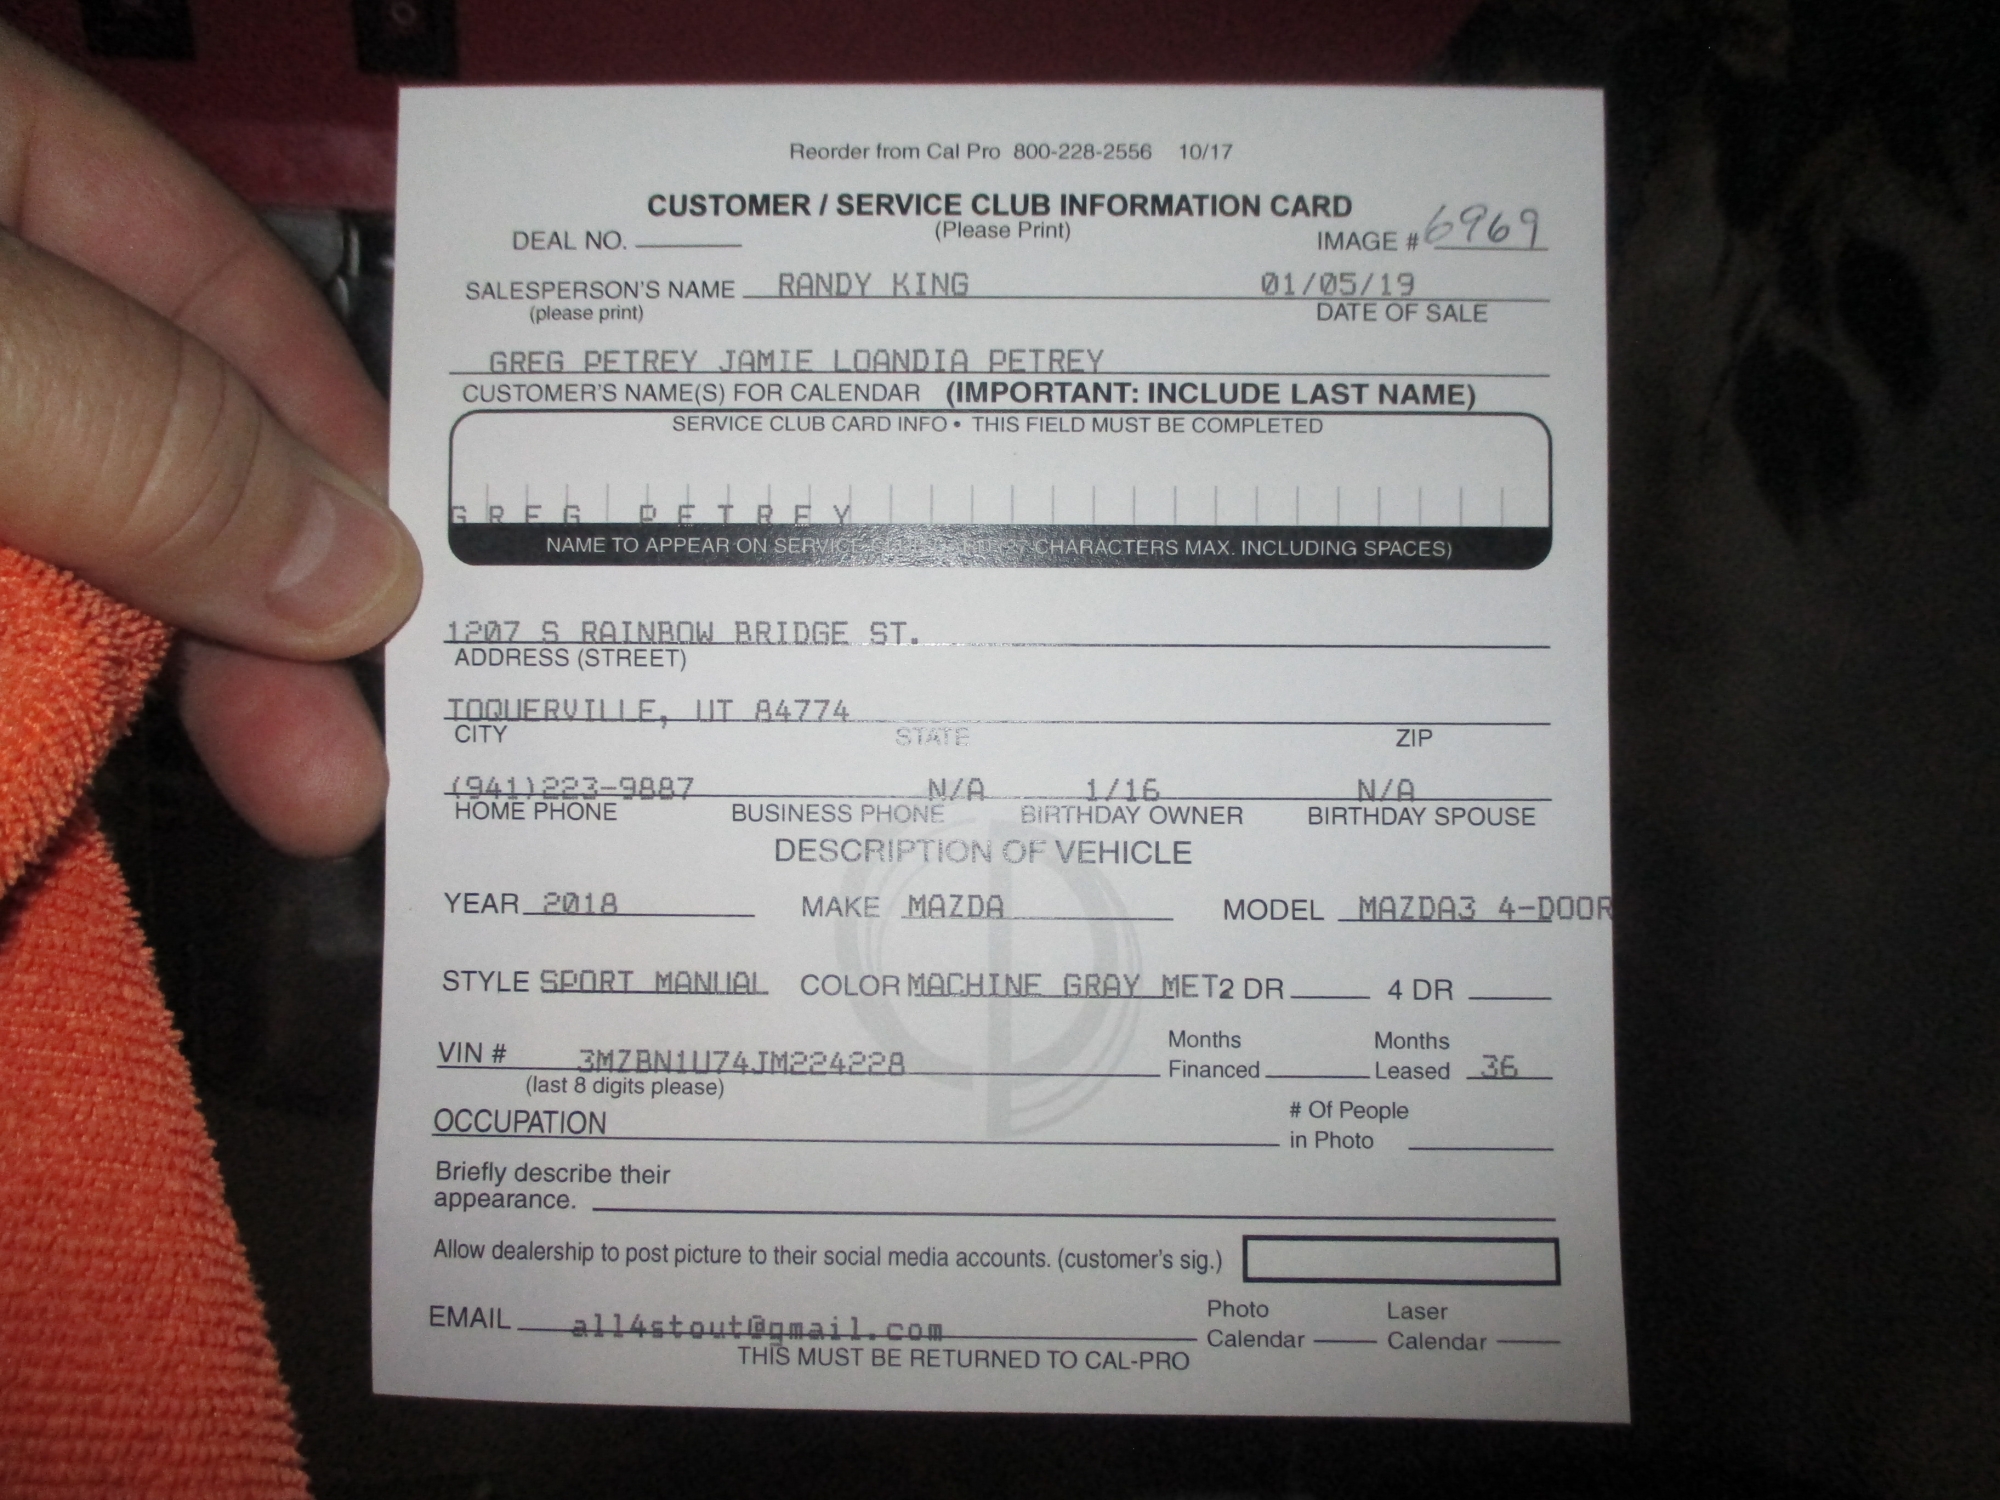 Reorder from Cal Pro 800-228-2556 10/17
CUSTOMER / SERVICE CLUB INFORMATION CARD
(Please Print)
DEAL NO. IMAGE # 6969
SALESPERSON'S NAME RANDY KING 01/05/19
(please print) DATE OF SALE
GREG PETREY JAMIE LOANDIA PETREY
CUSTOMER'S NAME(S) FOR CALENDAR (IMPORTANT: INCLUDE LAST NAME)
SERVICE CLUB CARD INFO • THIS FIELD MUST BE COMPLETED
GREG PETREY
NAME TO APPEAR ON SERVICE CHARACTERS MAX. INCLUDING SPACES)
1207 S RAINBOW BRIDGE ST.
ADDRESS (STREET)
TOQUERVILLE, UT 84774
CITY STATE ZIP
(941)223-9887 N/A 1/16 N/A
HOME PHONE BUSINESS PHONE BIRTHDAY OWNER BIRTHDAY SPOUSE
DESCRIPTION OF VEHICLE
YEAR 2018 MAKE MAZDA MODEL MAZDA3 4-DOOR
STYLE SPORT MANUAL COLOR MACHINE GRAY MET 2 DR 4 DR
VIN # 3MZBN1U74JM224228 Months Financed Months Leased 36
(last 8 digits please)
OCCUPATION # Of People in Photo
Briefly describe their
appearance.
Allow dealership to post picture to their social media accounts. (customer's sig.)
EMAIL all4stout@gmail.com Photo Calendar Laser Calendar
THIS MUST BE RETURNED TO CAL-PRO